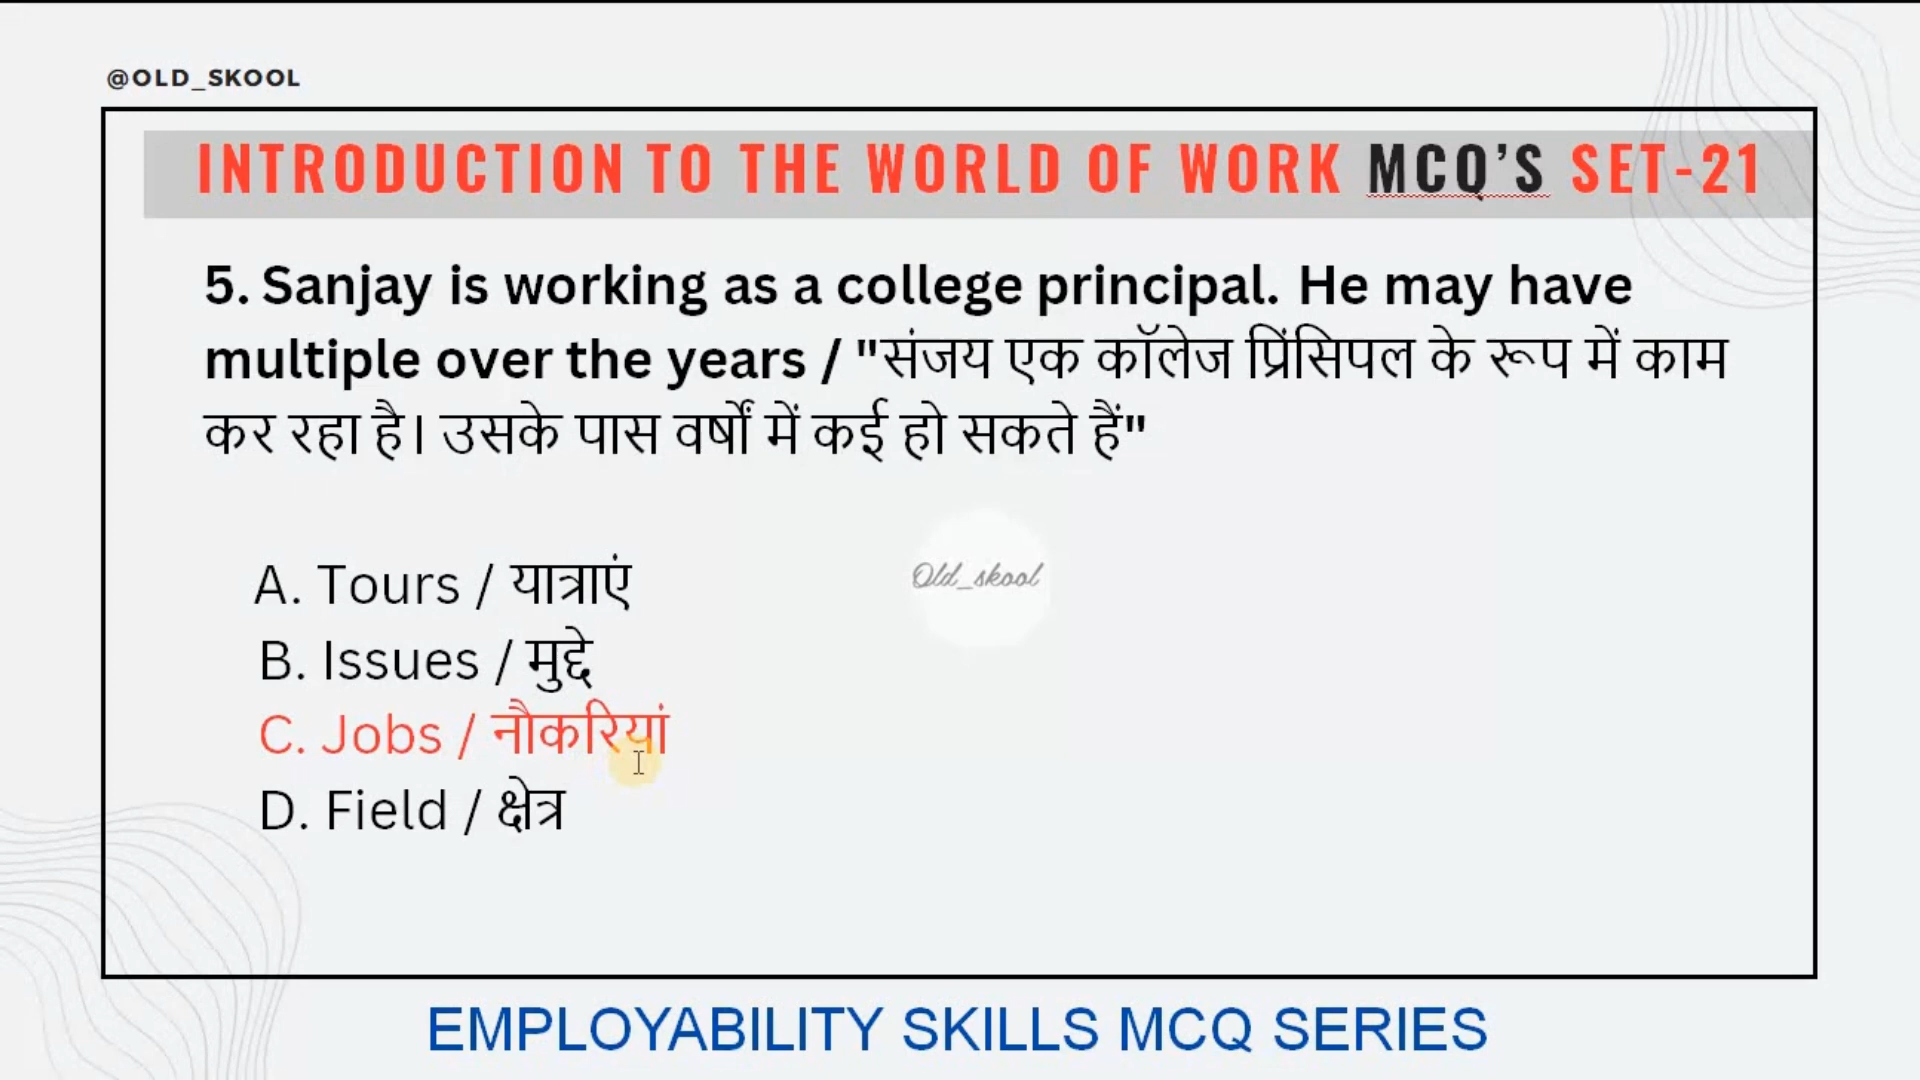 @OLD_SKOOL
INTRODUCTION TO THE WORLD OF WORK MCQ'S SET-21
5. Sanjay is working as a college principal. He may have
multiple over the years / "संजय एक कॉलेज प्रिंसिपल के रूप में काम
कर रहा है। उसके पास वर्षों में कई हो सकते हैं"
Old_skool
A. Tours / यात्राएं
B. Issues / मुद्दे
C. Jobs / नौकरियां
D. Field / क्षेत्र
EMPLOYABILITY SKILLS MCQ SERIES